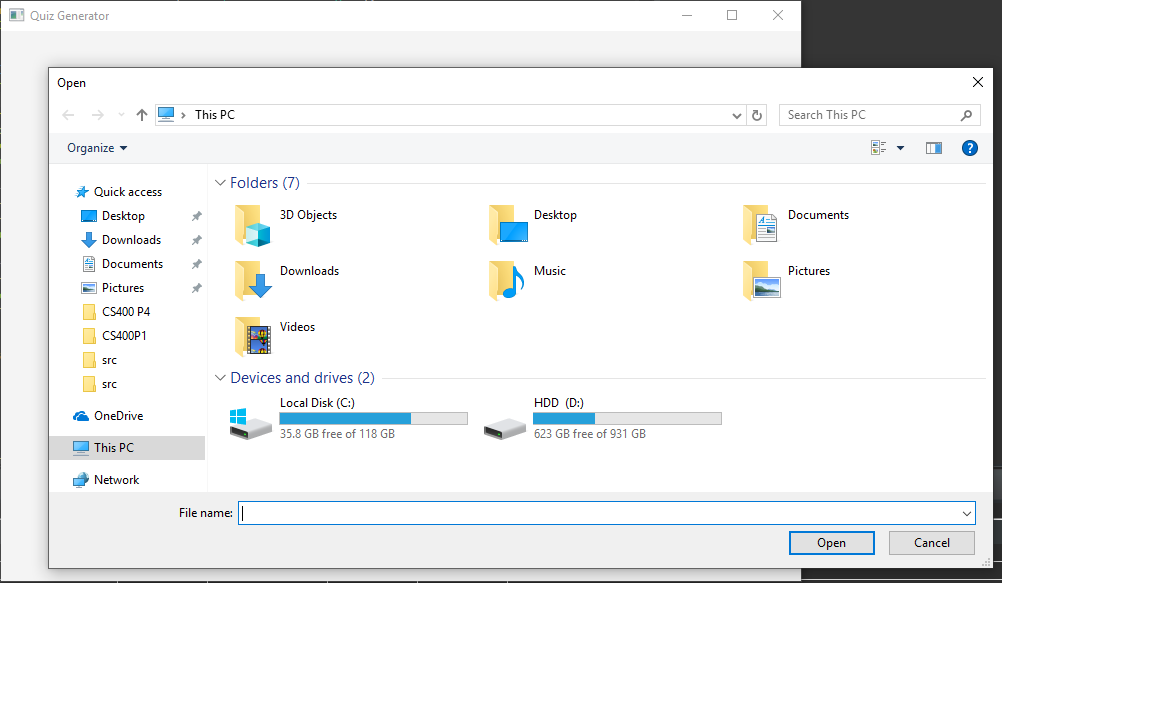 Quiz Generator
Open
This PC
Search This PC
Organize
Quick access
Desktop
Downloads
Documents
Pictures
CS400 P4
CS400P1
src
src
OneDrive
This PC
Network
Folders (7)
3D Objects
Desktop
Documents
Downloads
Music
Pictures
Videos
Devices and drives (2)
Local Disk (C:)
35.8 GB free of 118 GB
HDD (D:)
623 GB free of 931 GB
File name:
Open
Cancel